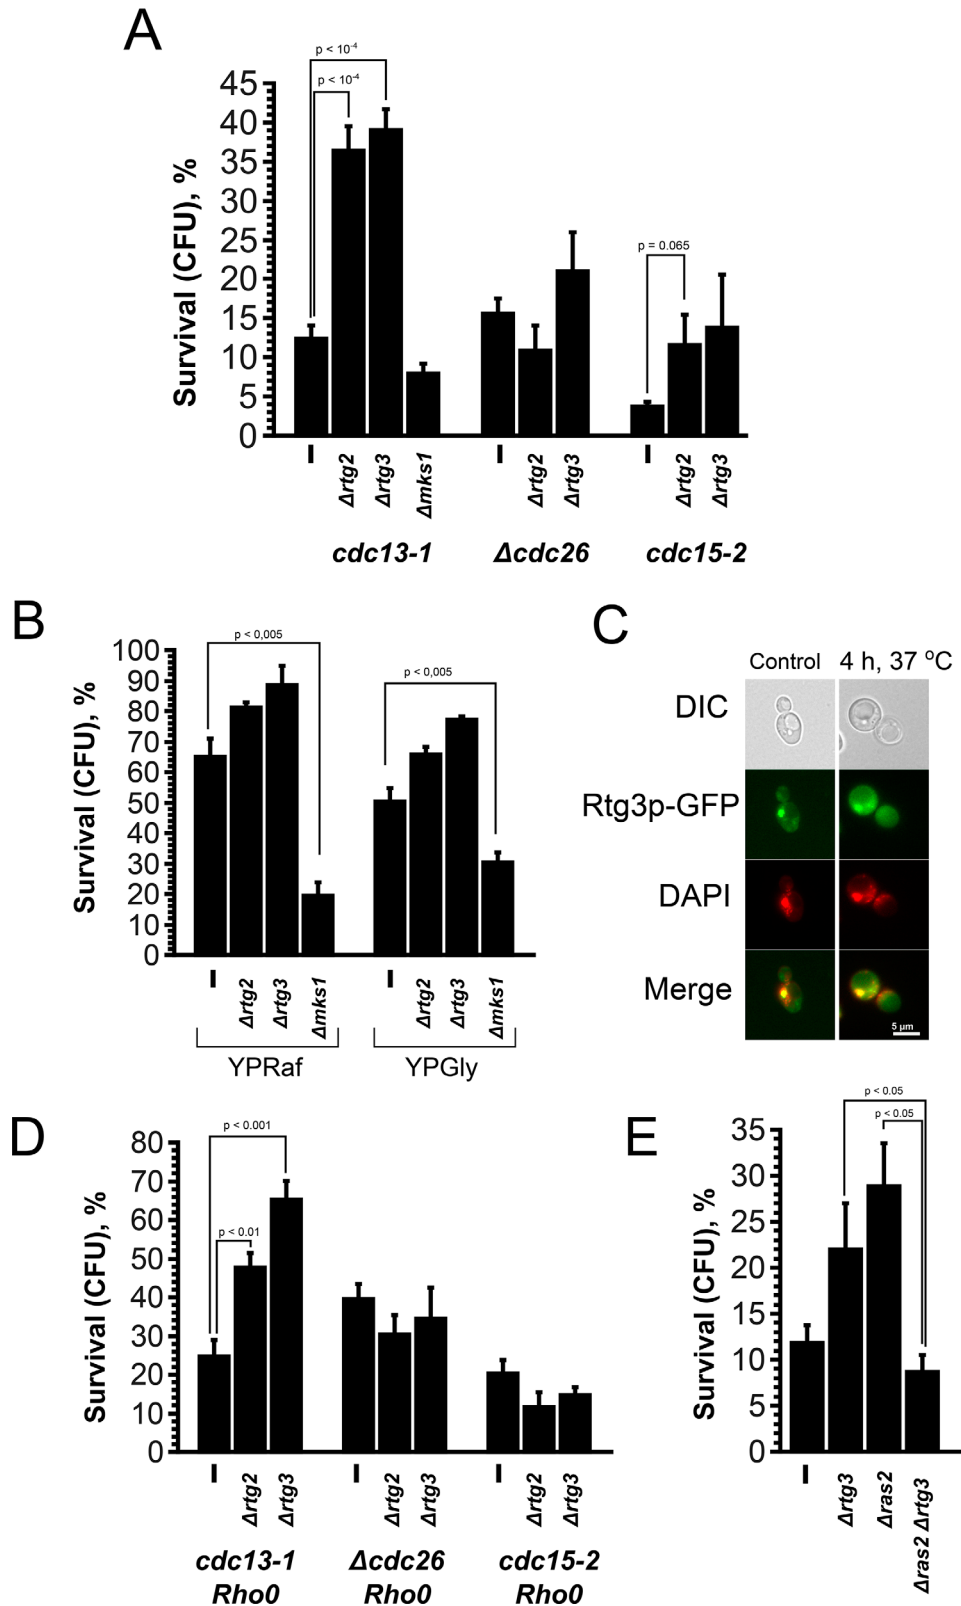 A
p < 10-4
p < 10-4
Survival (CFU), %
45
40
35
30
25
20
15
10
5
0
p = 0.065
Δrtg2
Δrtg3
Δmks1
Δrtg2
Δrtg3
Δrtg2
Δrtg3
cdc13-1
Δcdc26
cdc15-2
B
p < 0,005
p < 0,005
Survival (CFU), %
100
90
80
70
60
50
40
30
20
10
0
Δrtg2
Δrtg3
Δmks1
Δrtg2
Δrtg3
Δmks1
YPRaf
YPGly
C
Control
4 h, 37 °C
DIC
Rtg3p-GFP
DAPI
Merge
5 µm
D
p < 0.001
p < 0.01
Survival (CFU), %
80
70
60
50
40
30
20
10
0
Δrtg2
Δrtg3
Δrtg2
Δrtg3
Δrtg2
Δrtg3
cdc13-1
Rho0
Δcdc26
Rho0
cdc15-2
Rho0
E
p < 0.05
p < 0.05
Survival (CFU), %
35
30
25
20
15
10
5
0
Δrtg3
Δras2
Δras2 Δrtg3